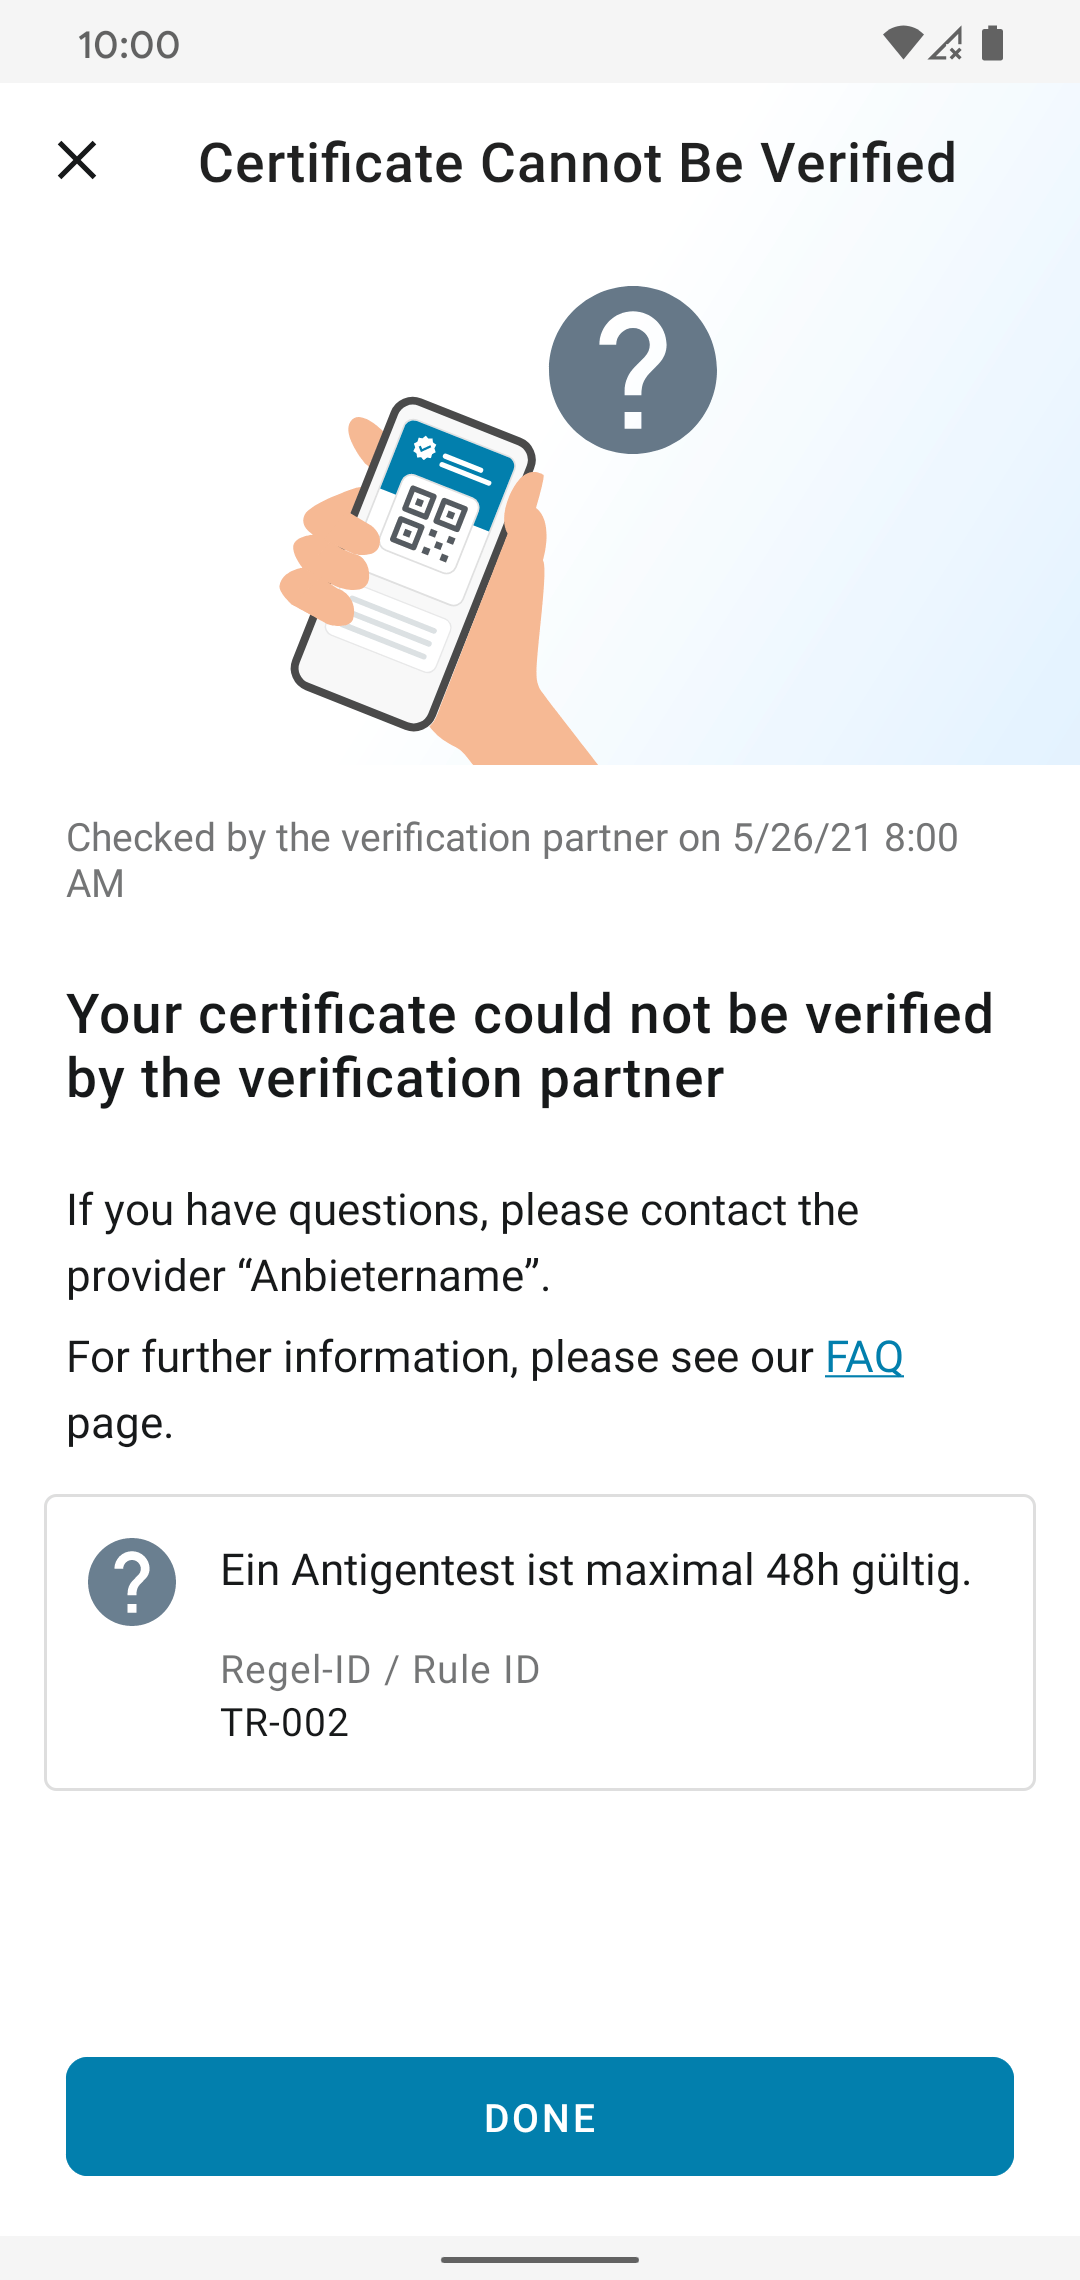 10:00
Certificate Cannot Be Verified
Checked by the verification partner on 5/26/21 8:00
AM
Your certificate could not be verified
by the verification partner
If you have questions, please contact the
provider “Anbietername”.
For further information, please see our FAQ
page.
Ein Antigentest ist maximal 48h gültig.
Regel-ID / Rule ID
TR-002
DONE